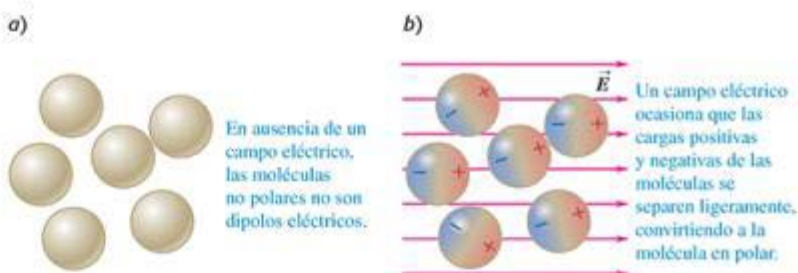 a)
En ausencia de un
campo eléctrico,
las moléculas
no polares no son
dipolos eléctricos.
b)
E
Un campo eléctrico
ocasiona que las
cargas positivas
y negativas de las
moléculas se
separen ligeramente,
convirtiendo a la
molécula en polar.